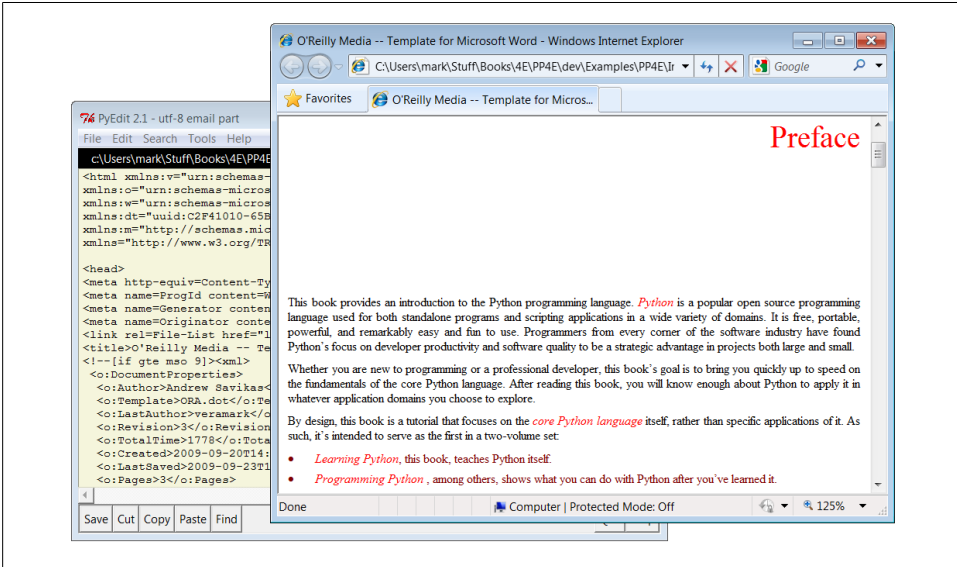 O'Reilly Media -- Template for Microsoft Word - Windows Internet Explorer
C:\Users\mark\Stuff\Books\4E\PP4E\dev\Examples\PP4E\Ir
Google
Favorites
O'Reilly Media -- Template for Micros...
Preface
This book provides an introduction to the Python programming language. Python is a popular open source programming
language used for both standalone programs and scripting applications in a wide variety of domains. It is free, portable,
powerful, and remarkably easy and fun to use. Programmers from every corner of the software industry have found
Python's focus on developer productivity and software quality to be a strategic advantage in projects both large and small.
Whether you are new to programming or a professional developer, this book's goal is to bring you quickly up to speed on
the fundamentals of the core Python language. After reading this book, you will know enough about Python to apply it in
whatever application domains you choose to explore.
By design, this book is a tutorial that focuses on the core Python language itself, rather than specific applications of it. As
such, it's intended to serve as the first in a two-volume set:
• Learning Python, this book, teaches Python itself.
• Programming Python , among others, shows what you can do with Python after you've learned it.
Done
Computer | Protected Mode: Off
125%
PyEdit 2.1 - utf-8 email part
File Edit Search Tools Help
c:\Users\mark\Stuff\Books\4E\PP4E
<html xmlns:v="urn:schemas-
xmlns:o="urn:schemas-micros
xmlns:w="urn:schemas-micros
xmlns:dt="uuid:C2F41010-65B
xmlns:m="http://schemas.mic
xmlns="http://www.w3.org/TR
<head>
<meta http-equiv=Content-Ty
<meta name=ProgId content=W
<meta name=Generator conten
<meta name=Originator conte
<link rel=File-List href="l
<title>O'Reilly Media -- Te
<!--[if gte mso 9]><xml>
<o:DocumentProperties>
<o:Author>Andrew Savikas<
<o:Template>ORA.dot</o:Te
<o:LastAuthor>veramark</o
<o:Revision>3</o:Revision
<o:TotalTime>1778</o:Tota
<o:Created>2009-09-20T14:
<o:LastSaved>2009-09-23T1
<o:Pages>3</o:Pages>
Save Cut Copy Paste Find